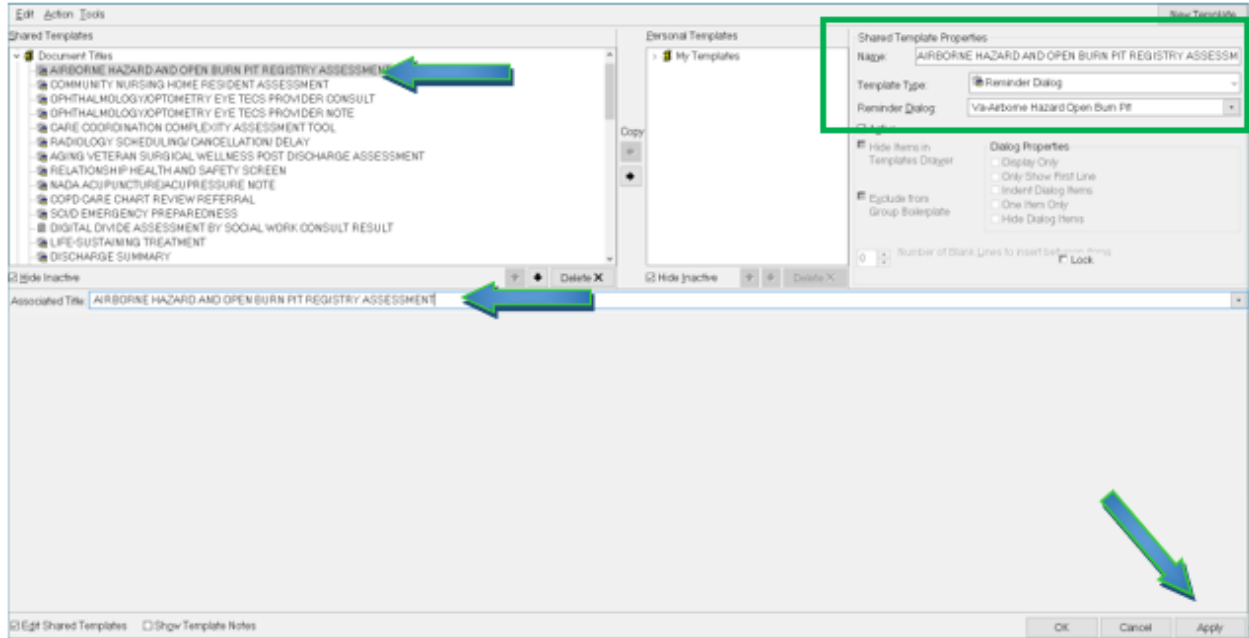 Edit Action Tools
New Template
Shared Templates
Document Titles
AIRBORNE HAZARD AND OPEN BURN PIT REGISTRY ASSESSMENT
COMMUNITY NURSING HOME RESIDENT ASSESSMENT
OPHTHALMOLOGY/OPTOMETRY EYE TECS PROVIDER CONSULT
OPHTHALMOLOGY/OPTOMETRY EYE TECS PROVIDER NOTE
CARE COORDINATION COMPLEXITY ASSESSMENT TOOL
RADIOLOGY SCHEDULING/ CANCELLATION/ DELAY
AGING VETERAN SURGICAL WELLNESS POST DISCHARGE ASSESSMENT
RELATIONSHIP HEALTH AND SAFETY SCREEN
NADA ACUPUNCTURE/ACUPRESSURE NOTE
COPD CARE CHART REVIEW REFERRAL
SCI/D EMERGENCY PREPAREDNESS
DIGITAL DIVIDE ASSESSMENT BY SOCIAL WORK CONSULT RESULT
LIFE-SUSTAINING TREATMENT
DISCHARGE SUMMARY
Hide Inactive
Delete X
Copy
Personal Templates
My Templates
Hide Inactive
Delete X
Shared Template Properties
Name: AIRBORNE HAZARD AND OPEN BURN PIT REGISTRY ASSESSM
Template Type: Reminder Dialog
Reminder Dialog: Va-Airborne Hazard Open Burn Pit
Active
Hide Items in
Templates Drawer
Exclude from
Group Boilerplate
Dialog Properties
Display Only
Only Show First Line
Indent Dialog Items
One Item Only
Hide Dialog Items
0 Number of Blank Lines to insert between items
Lock
Associated Title: AIRBORNE HAZARD AND OPEN BURN PIT REGISTRY ASSESSMENT
Edit Shared Templates Show Template Notes
OK Cancel Apply